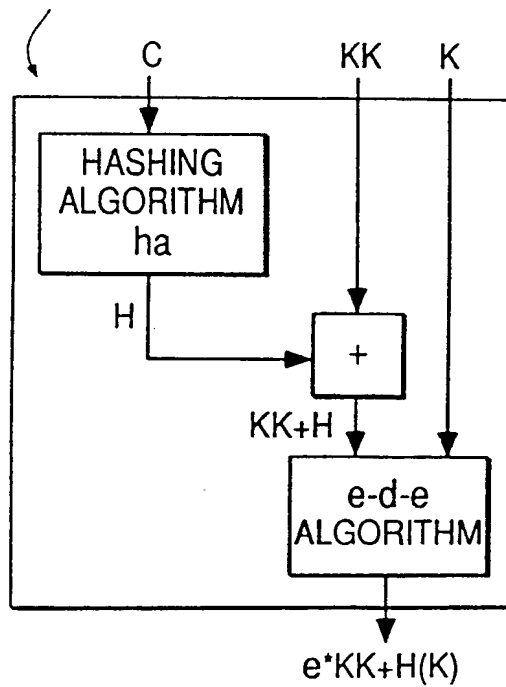 C KK K
HASHING
ALGORITHM
ha
H
+
KK+H
e-d-e
ALGORITHM
e*KK+H(K)